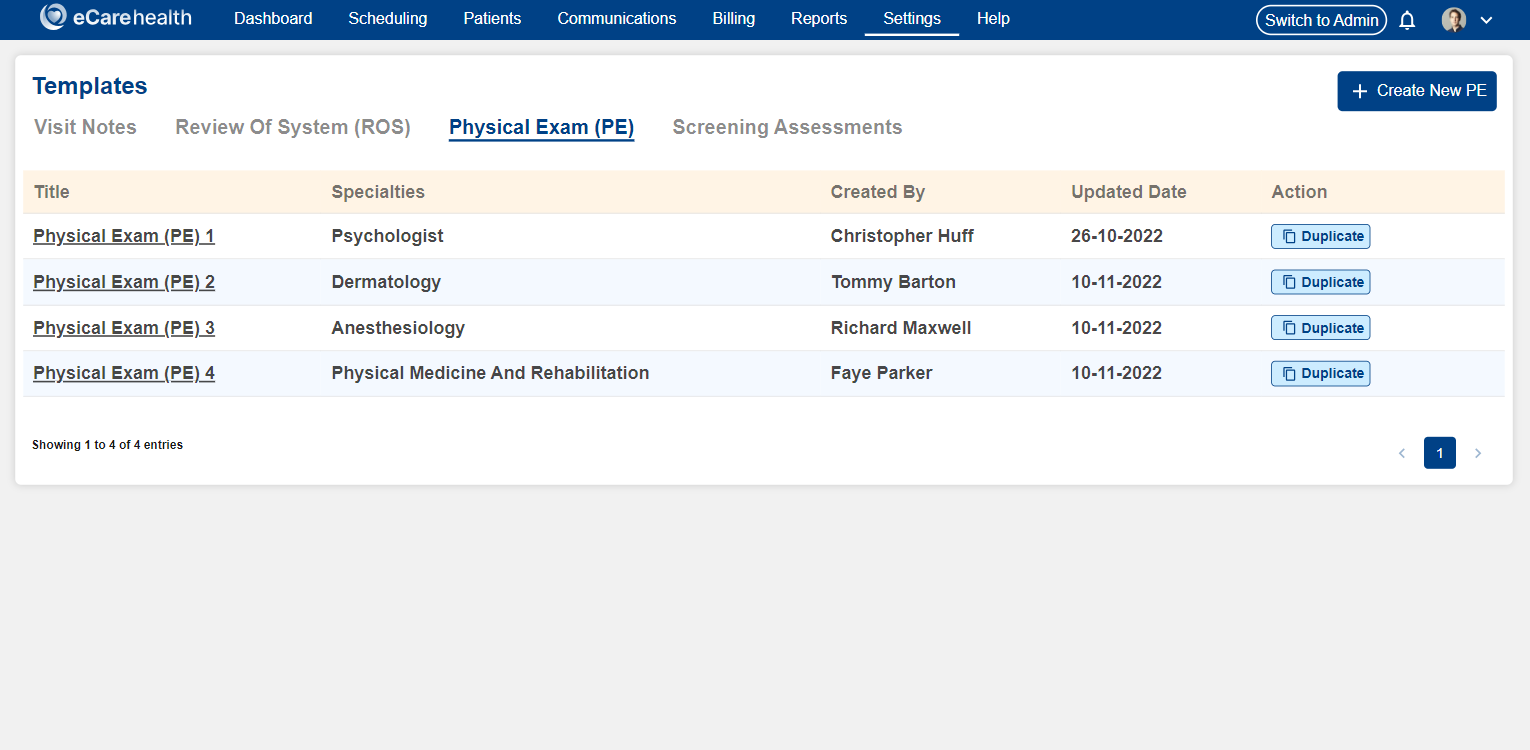 eCarehealth Dashboard Scheduling Patients Communications Billing Reports Settings Help Switch to Admin
Templates
+ Create New PE
Visit Notes Review Of System (ROS) Physical Exam (PE) Screening Assessments
Title Specialties Created By Updated Date Action
Physical Exam (PE) 1 Psychologist Christopher Huff 26-10-2022 Duplicate
Physical Exam (PE) 2 Dermatology Tommy Barton 10-11-2022 Duplicate
Physical Exam (PE) 3 Anesthesiology Richard Maxwell 10-11-2022 Duplicate
Physical Exam (PE) 4 Physical Medicine And Rehabilitation Faye Parker 10-11-2022 Duplicate
Showing 1 to 4 of 4 entries
1